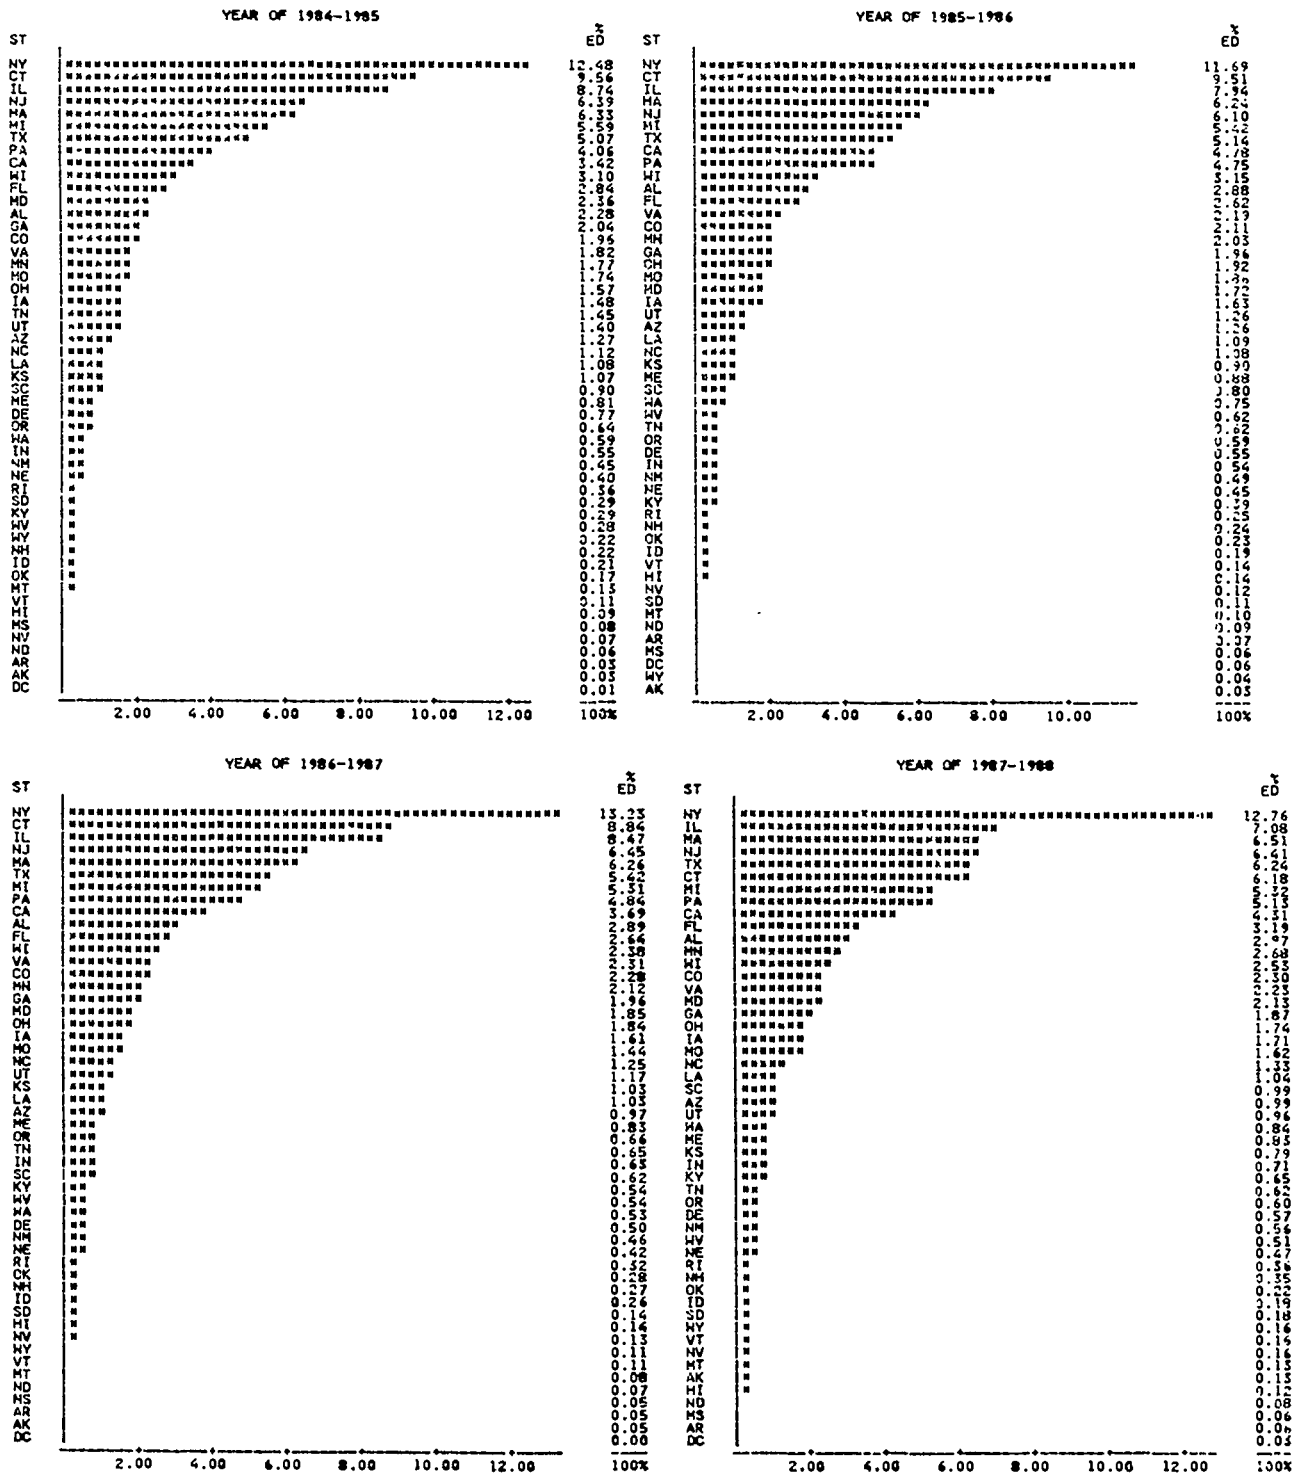 YEAR OF 1984-1985
ST % ED
NY 12.48
CT 9.56
IL 8.74
NJ 6.39
MA 6.33
MI 5.59
TX 5.07
PA 4.06
CA 3.42
WI 3.10
FL 2.84
MD 2.36
AL 2.28
GA 2.04
CO 1.96
VA 1.82
MN 1.77
MO 1.74
OH 1.57
IA 1.48
TN 1.45
UT 1.40
AZ 1.27
NC 1.12
LA 1.08
KS 1.07
SC 0.90
ME 0.81
DE 0.77
OR 0.64
WA 0.59
IN 0.55
NM 0.45
NE 0.40
RI 0.36
SD 0.29
KY 0.29
WV 0.28
WY 0.22
NH 0.22
ID 0.21
OK 0.17
MT 0.13
VT 0.11
HI 0.09
MS 0.08
NV 0.07
ND 0.06
AR 0.03
AK 0.03
DC 0.01
2.00 4.00 6.00 8.00 10.00 12.00 100%
YEAR OF 1985-1986
ST % ED
NY 11.69
CT 9.51
IL 7.94
MA 6.24
NJ 6.10
MI 5.42
TX 5.14
CA 4.78
PA 4.75
WI 3.15
AL 2.88
FL 2.62
VA 2.19
CO 2.11
MN 2.03
GA 1.96
OH 1.92
MO
MD 1.72
IA 1.63
UT 1.26
AZ 1.26
LA 1.09
NC 1.08
KS 0.90
ME 0.88
SC 0.80
WA 0.75
WV 0.62
TN 0.62
OR 0.59
DE 0.55
IN 0.54
NM 0.49
NE 0.45
KY 0.39
RI 0.25
NH 0.24
OK 0.23
ID 0.19
VT 0.14
HI 0.14
NV 0.12
SD 0.11
MT 0.10
ND 0.09
AR 0.07
MS 0.06
DC 0.06
WY 0.04
AK 0.03
2.00 4.00 6.00 8.00 10.00 100%
YEAR OF 1986-1987
ST % ED
NY 13.23
CT 8.84
IL 8.47
NJ 6.45
MA 6.26
TX 5.42
MI 5.31
PA 4.84
CA 3.69
AL 2.89
FL 2.64
WI 2.38
VA 2.31
CO 2.28
MN 2.12
GA 1.96
MD 1.85
OH 1.84
IA 1.61
MO 1.44
NC 1.25
UT 1.17
KS 1.03
LA 1.03
AZ 0.97
ME 0.83
OR 0.66
TN 0.65
IN 0.63
SC 0.62
KY 0.54
WV 0.54
WA 0.53
DE 0.50
NM 0.46
NE 0.42
RI 0.32
OK 0.28
NH 0.27
ID 0.26
SD 0.14
HI 0.14
NV 0.13
WY 0.11
VT 0.11
MT 0.08
ND 0.07
MS 0.05
AR 0.05
AK 0.05
DC 0.00
2.00 4.00 6.00 8.00 10.00 12.00 100%
YEAR OF 1987-1988
ST % ED
NY 12.76
IL 7.08
MA 6.51
NJ 6.41
TX 6.24
CT 6.18
MI 5.32
PA 5.13
CA 4.31
FL 3.19
AL 2.97
MN 2.68
WI 2.53
CO 2.30
VA 2.23
MD 2.13
GA 1.87
OH 1.74
IA 1.71
MO 1.62
NC 1.33
LA 1.04
SC 0.99
AZ 0.99
UT 0.96
WA 0.84
ME 0.83
KS 0.79
IN 0.71
KY 0.65
TN 0.62
OR 0.60
DE 0.57
NM 0.56
WV 0.51
NE 0.47
RI 0.36
NH 0.35
OK 0.22
ID 0.19
SD 0.18
WY 0.16
VT 0.16
NV 0.16
MT 0.13
AK 0.13
HI 0.12
ND 0.08
MS 0.06
AR 0.06
DC 0.03
2.00 4.00 6.00 8.00 10.00 12.00 100%